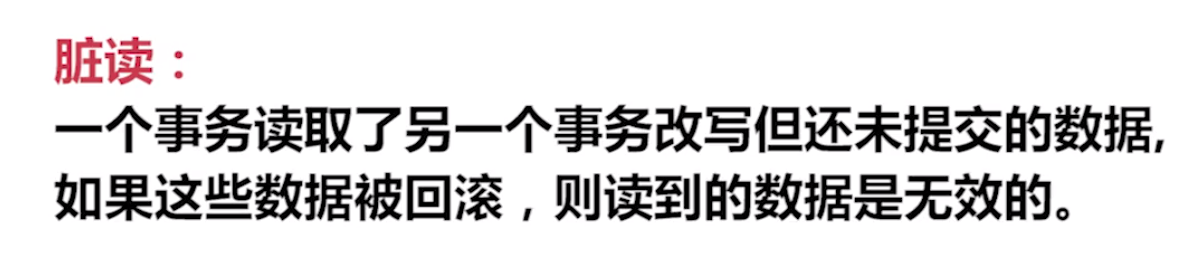 脏读：
一个事务读取了另一个事务改写但还未提交的数据,
如果这些数据被回滚，则读到的数据是无效的。